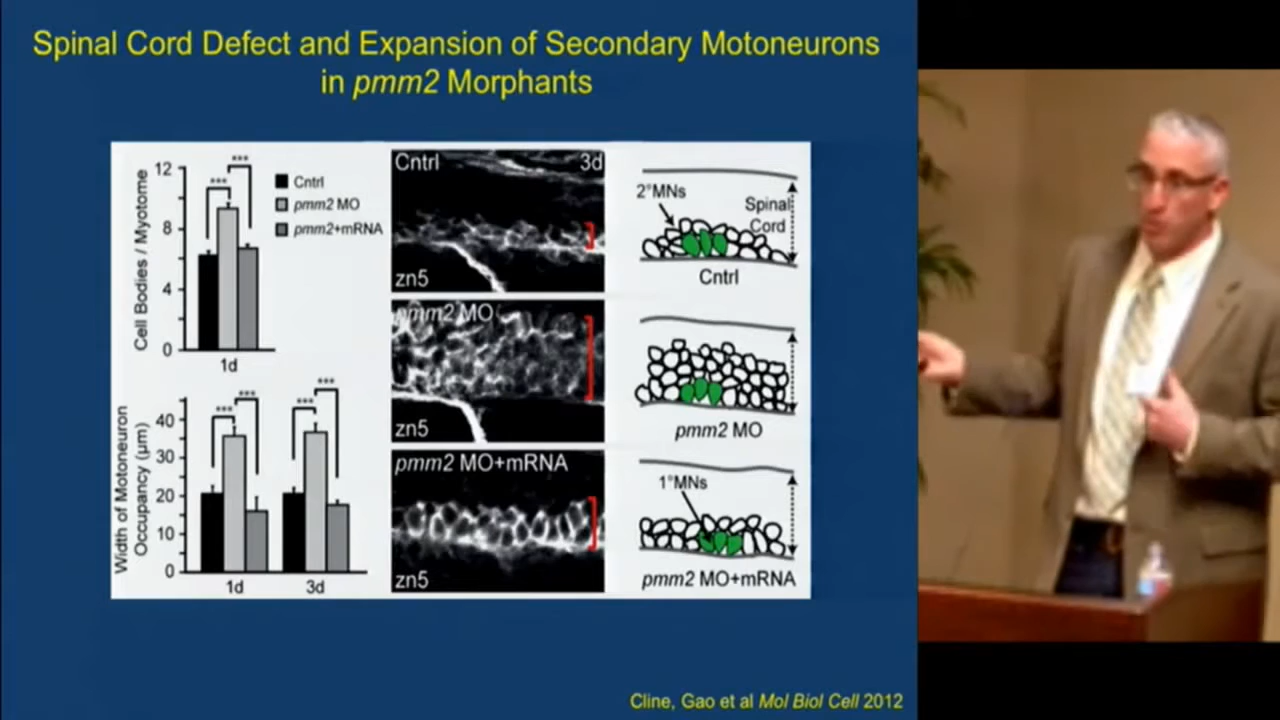 Spinal Cord Defect and Expansion of Secondary Motoneurons
in pmm2 Morphants
12
8
4
0
Cell Bodies / Myotome
***
***
1d
Cntrl
pmm2 MO
pmm2+mRNA
40
30
20
10
0
Width of Motoneuron
Occupancy (µm)
***
***
***
***
1d
3d
Cntrl
3d
zn5
pmm2 MO
zn5
pmm2 MO+mRNA
zn5
2°MNs
Spinal
Cord
Cntrl
pmm2 MO
1°MNs
pmm2 MO+mRNA
Cline, Gao et al Mol Biol Cell 2012